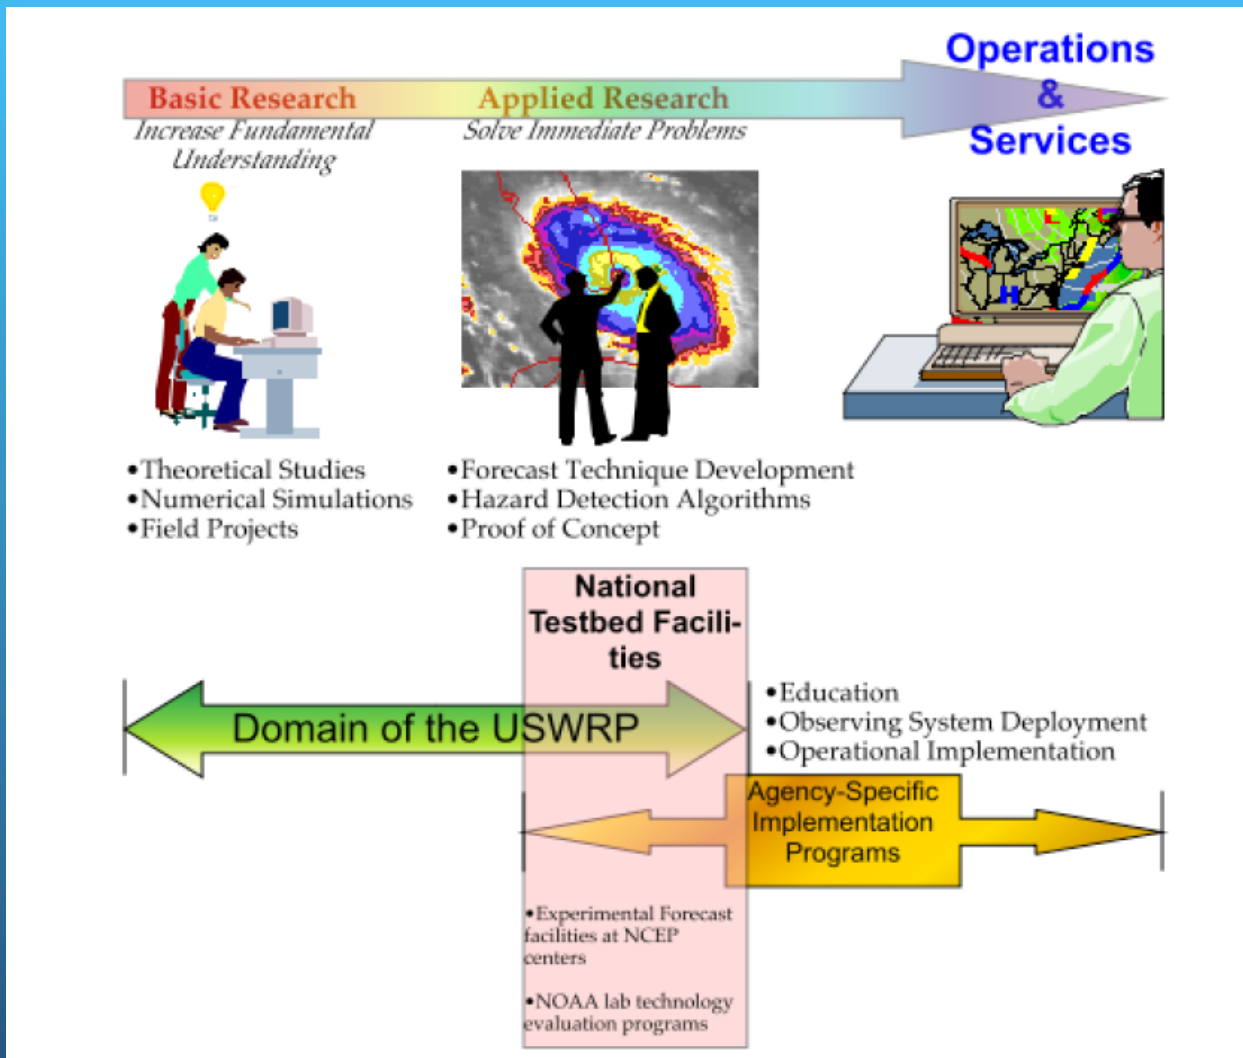 Operations
&
Services
Basic Research
Increase Fundamental
Understanding
Applied Research
Solve Immediate Problems
L
H
•Theoretical Studies
•Numerical Simulations
•Field Projects
•Forecast Technique Development
•Hazard Detection Algorithms
•Proof of Concept
National
Testbed Facili-
ties
Domain of the USWRP
•Education
•Observing System Deployment
•Operational Implementation
Agency-Specific
Implementation
Programs
•Experimental Forecast
facilities at NCEP
centers
•NOAA lab technology
evaluation programs